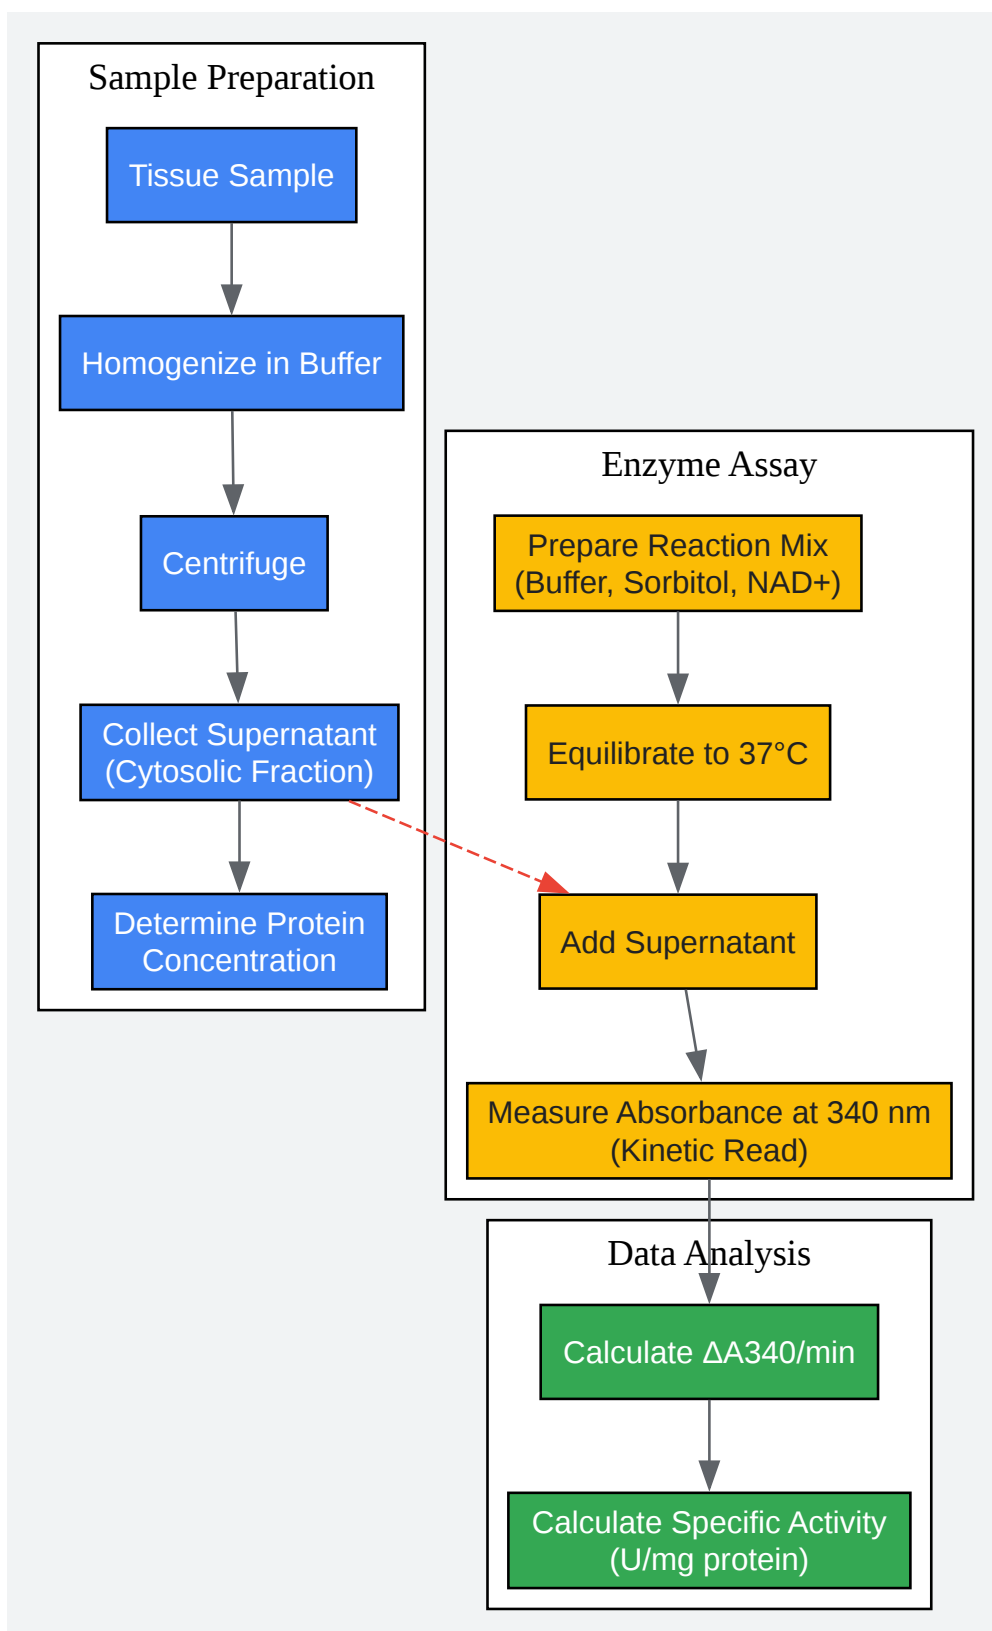 Sample Preparation
Tissue Sample
Homogenize in Buffer
Centrifuge
Collect Supernatant
(Cytosolic Fraction)
Determine Protein
Concentration
Enzyme Assay
Prepare Reaction Mix
(Buffer, Sorbitol, NAD+)
Equilibrate to 37°C
Add Supernatant
Measure Absorbance at 340 nm
(Kinetic Read)
Data Analysis
Calculate ΔA340/min
Calculate Specific Activity
(U/mg protein)